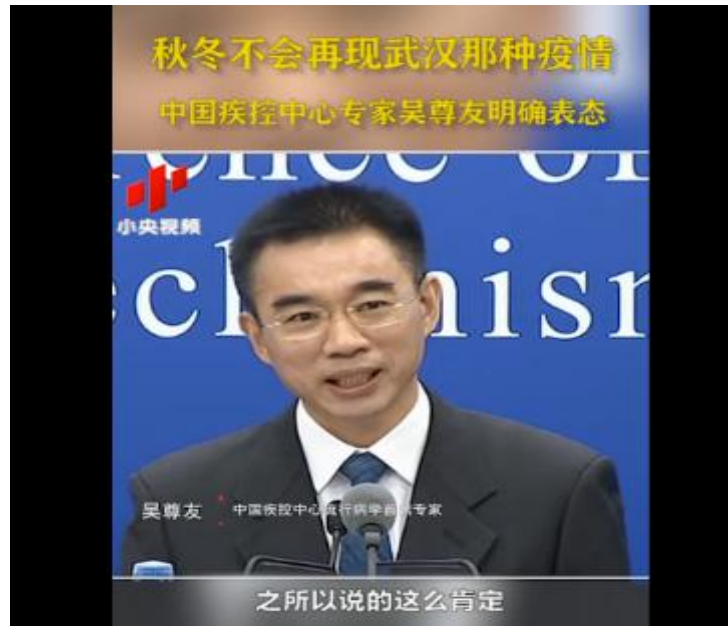 秋冬不会再现武汉那种疫情
中国疾控中心专家吴尊友明确表态
ence of
小央视频
echanisr
吴尊友
中国疾控中心流行病学首席专家
之所以说的这么肯定